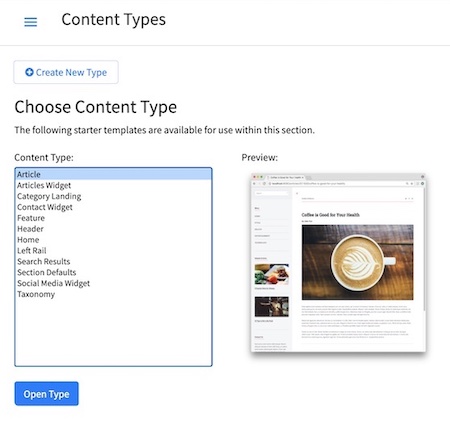 Content Types
Create New Type
Choose Content Type
The following starter templates are available for use within this section.
Content Type:
Preview:
Article
Articles Widget
Category Landing
Contact Widget
Feature
Header
Home
Left Rail
Search Results
Section Defaults
Social Media Widget
Taxonomy
Coffee is Good for Your Health
Open Type